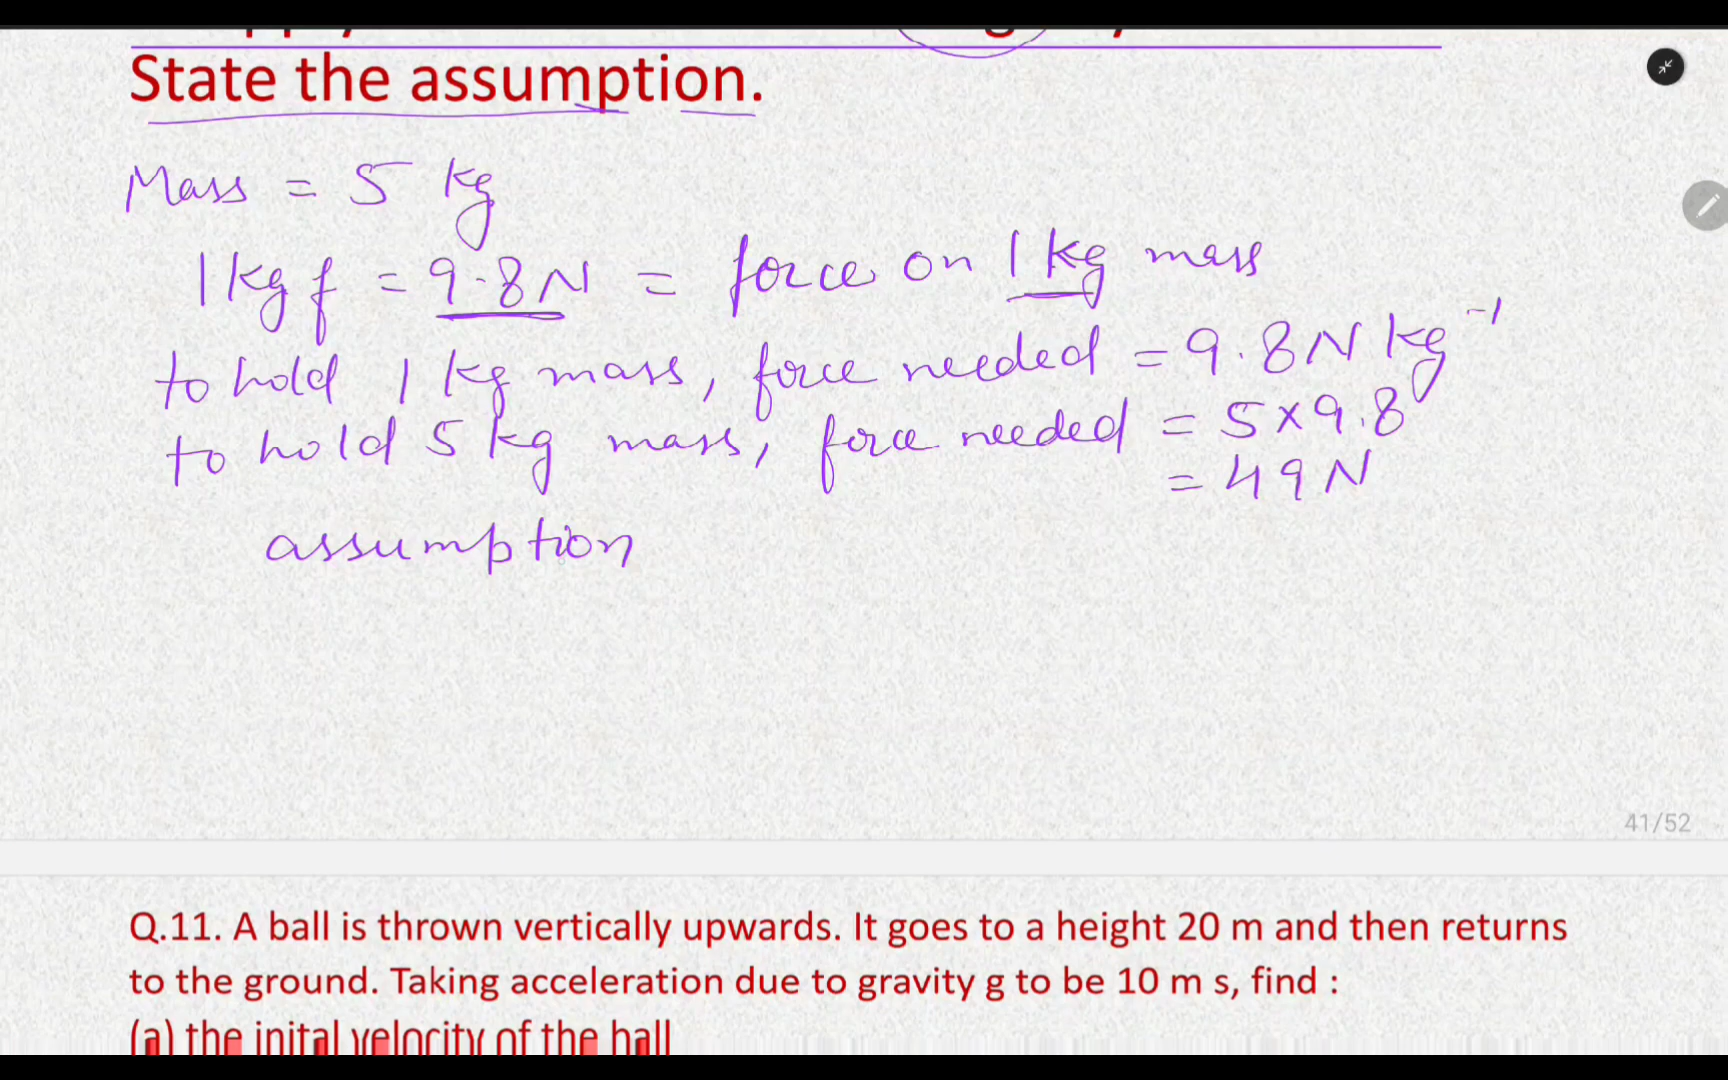 State the assumption.
Mass = 5 kg
1 kgf = 9.8N = force on 1 kg mass
to hold 1 kg mass, force needed = 9.8N kg⁻¹
to hold 5 kg mass, force needed = 5×9.8
= 49 N
assumption
41/52
Q.11. A ball is thrown vertically upwards. It goes to a height 20 m and then returns
to the ground. Taking acceleration due to gravity g to be 10 m s, find :
(a) the inital velocity of the ball